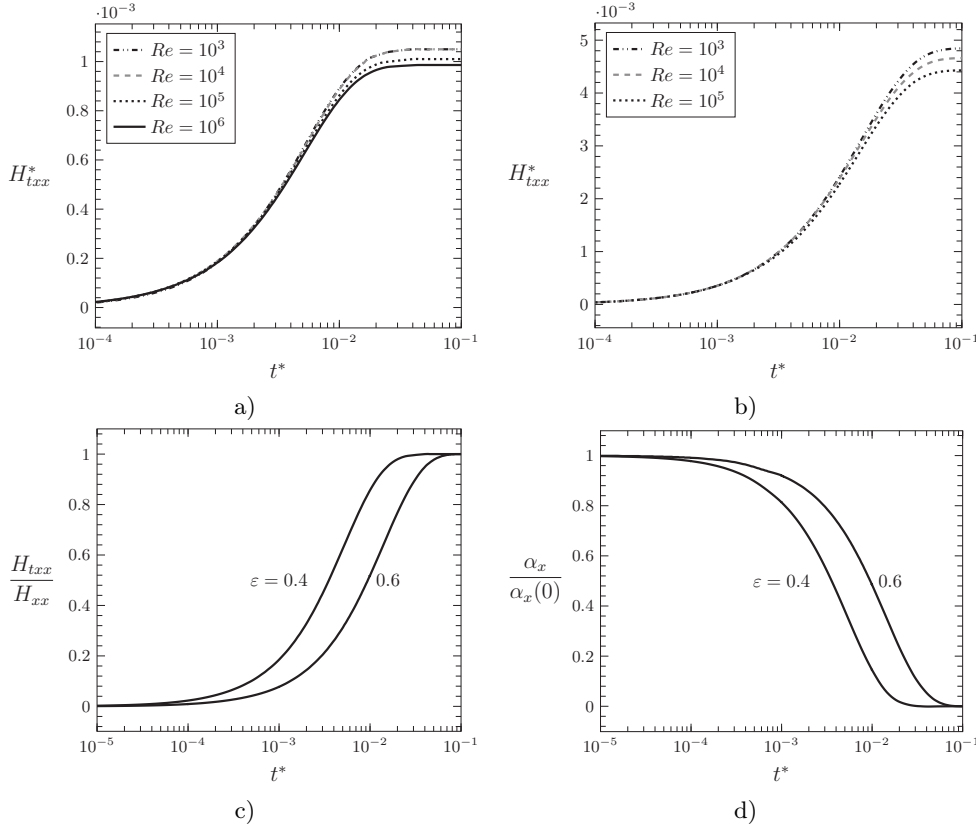 ·10⁻³
1
0.8
0.6
0.4
0.2
0
H*ₜₓₓ
Re = 10³
Re = 10⁴
Re = 10⁵
Re = 10⁶
10⁻⁴ 10⁻³ 10⁻² 10⁻¹
t*
a)
·10⁻³
5
4
3
2
1
0
H*ₜₓₓ
Re = 10³
Re = 10⁴
Re = 10⁵
10⁻⁴ 10⁻³ 10⁻² 10⁻¹
t*
b)
1
0.8
0.6
0.4
0.2
0
Hₜₓₓ
Hₓₓ
ε = 0.4 0.6
10⁻⁵ 10⁻⁴ 10⁻³ 10⁻² 10⁻¹
t*
c)
1
0.8
0.6
0.4
0.2
0
αₓ
αₓ(0)
ε = 0.4 0.6
10⁻⁵ 10⁻⁴ 10⁻³ 10⁻² 10⁻¹
t*
d)